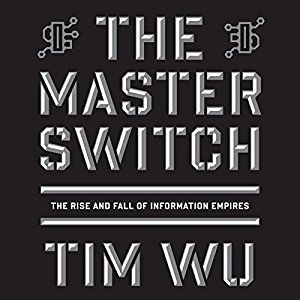 THE
MASTER
SWITCH
THE RISE AND FALL OF INFORMATION EMPIRES
TIM WU